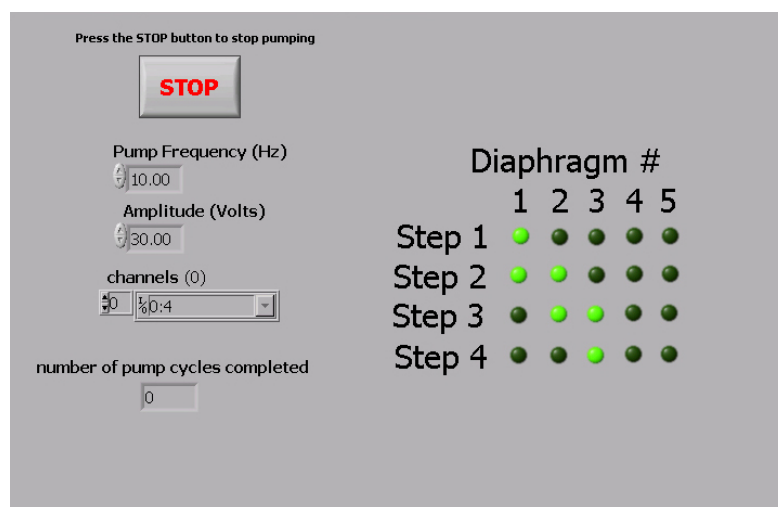 Press the STOP button to stop pumping
STOP
Pump Frequency (Hz)
10.00
Amplitude (Volts)
30.00
channels (0)
0 I/O 0:4
number of pump cycles completed
0
Diaphragm #
1 2 3 4 5
Step 1
Step 2
Step 3
Step 4